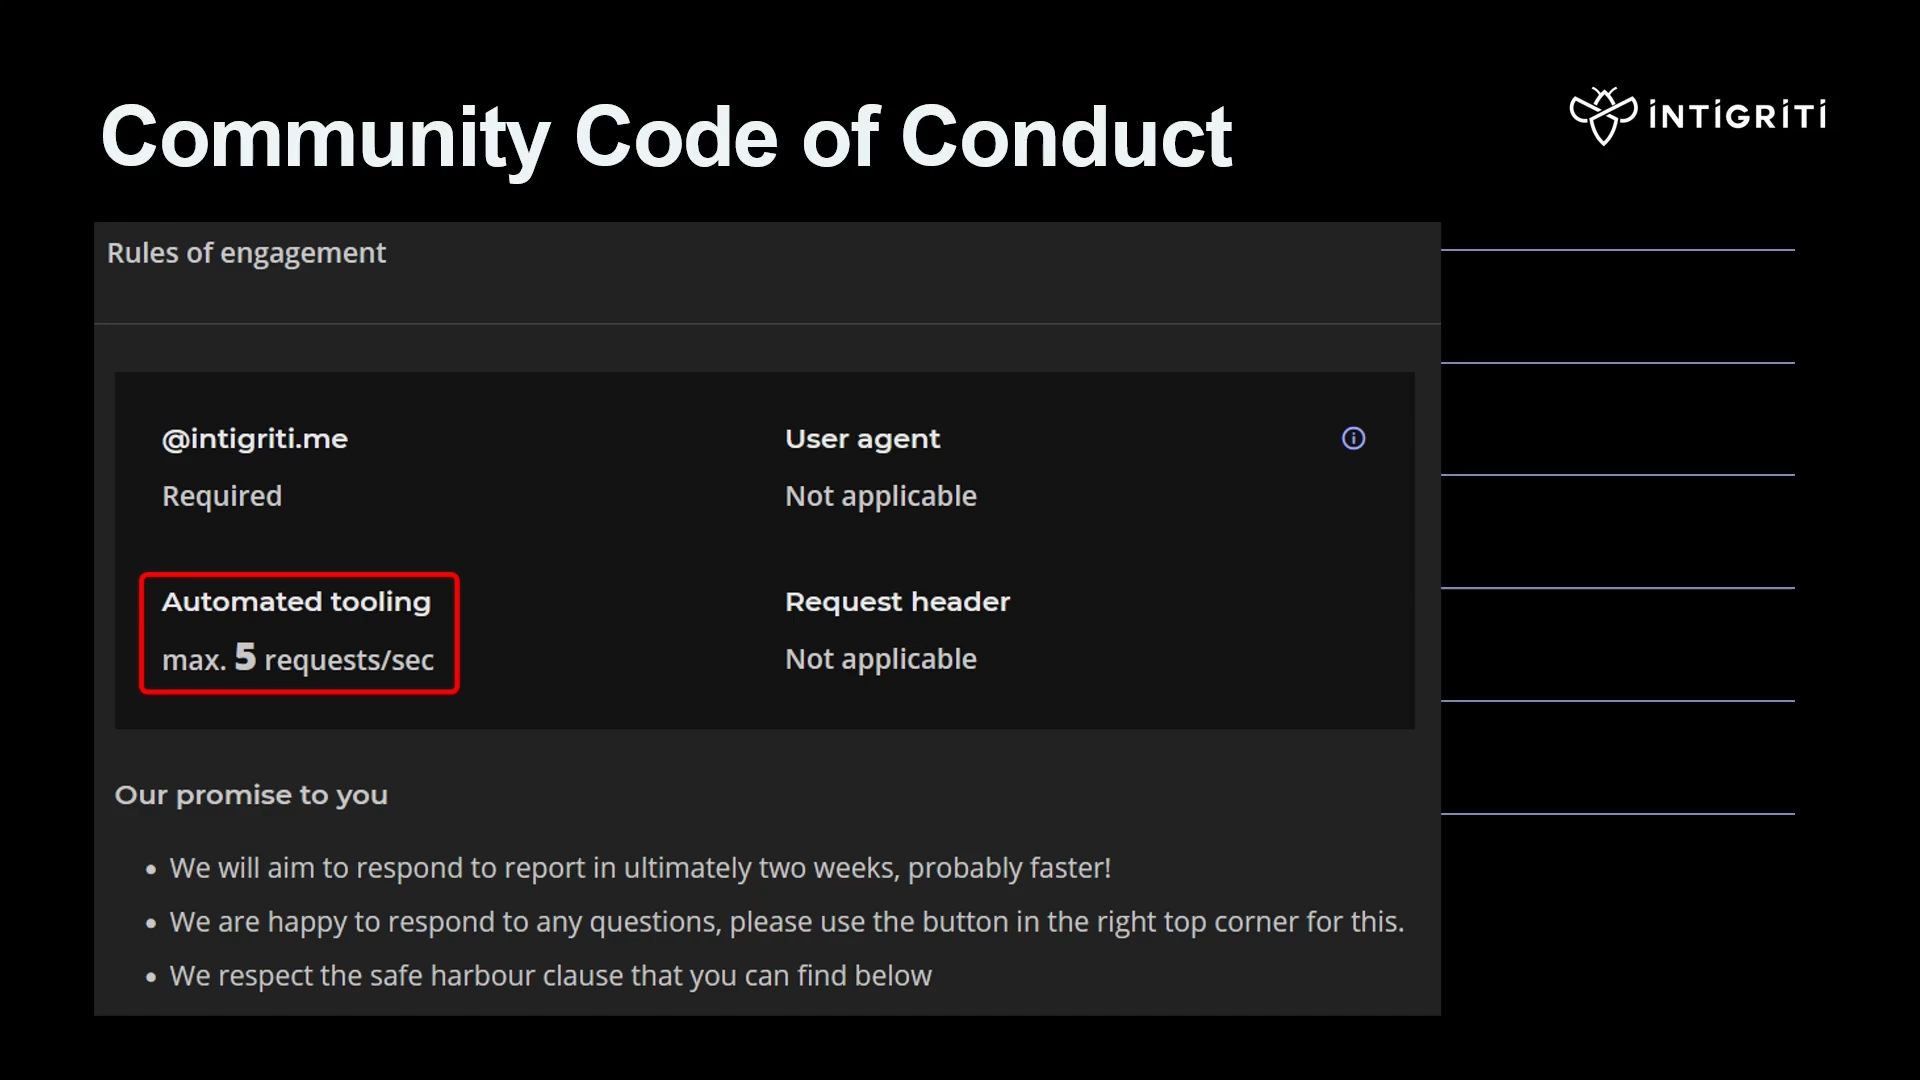 Community Code of Conduct
INTIGRITI
Rules of engagement
@intigriti.me
Required
User agent
Not applicable
Automated tooling
max. 5 requests/sec
Request header
Not applicable
Our promise to you
• We will aim to respond to report in ultimately two weeks, probably faster!
• We are happy to respond to any questions, please use the button in the right top corner for this.
• We respect the safe harbour clause that you can find below